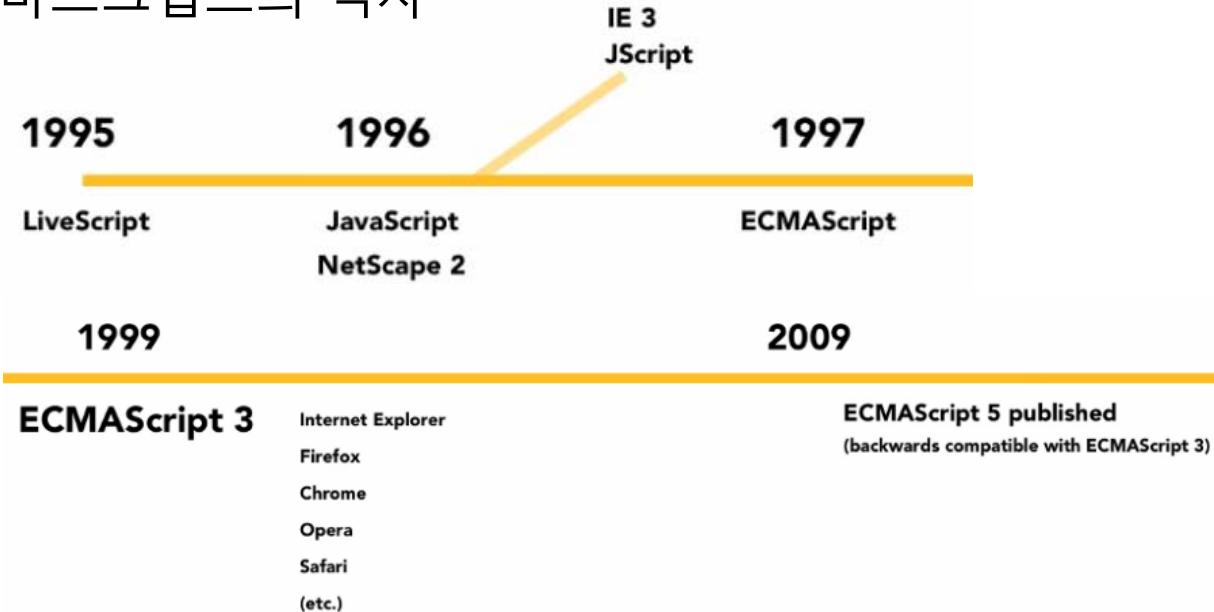 IE 3
JScript
1995
1996
1997
LiveScript
JavaScript
ECMAScript
NetScape 2
1999
2009
ECMAScript 3
Internet Explorer
Firefox
Chrome
Opera
Safari
(etc.)
ECMAScript 5 published
(backwards compatible with ECMAScript 3)